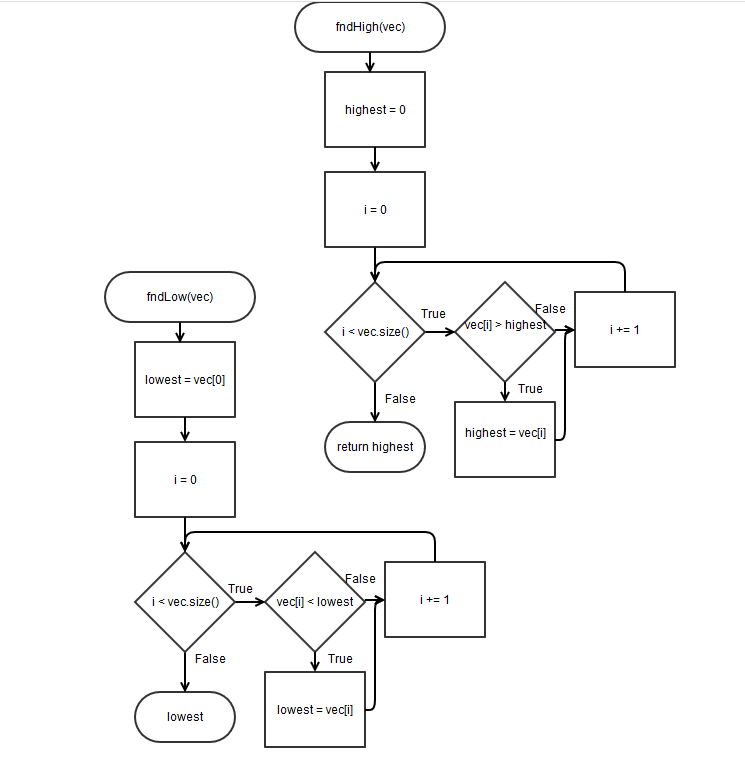 fndHigh(vec)
highest = 0
i = 0
i < vec.size()
True
vec[i] > highest
False
i += 1
True
highest = vec[i]
False
return highest
fndLow(vec)
lowest = vec[0]
i = 0
i < vec.size()
True
vec[i] < lowest
False
i += 1
True
lowest = vec[i]
False
lowest